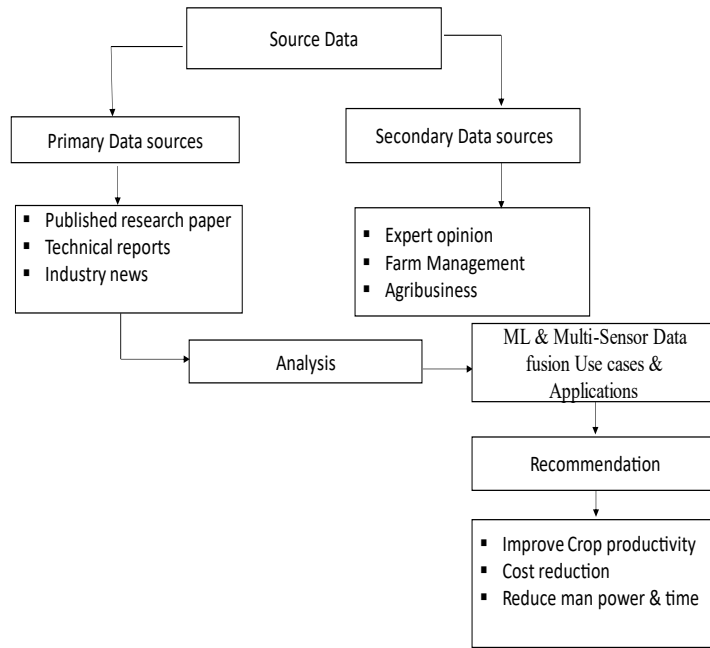 Source Data
Primary Data sources
Secondary Data sources
▪ Published research paper
▪ Technical reports
▪ Industry news
▪ Expert opinion
▪ Farm Management
▪ Agribusiness
Analysis
ML & Multi-Sensor Data
fusion Use cases &
Applications
Recommendation
▪ Improve Crop productivity
▪ Cost reduction
▪ Reduce man power & time